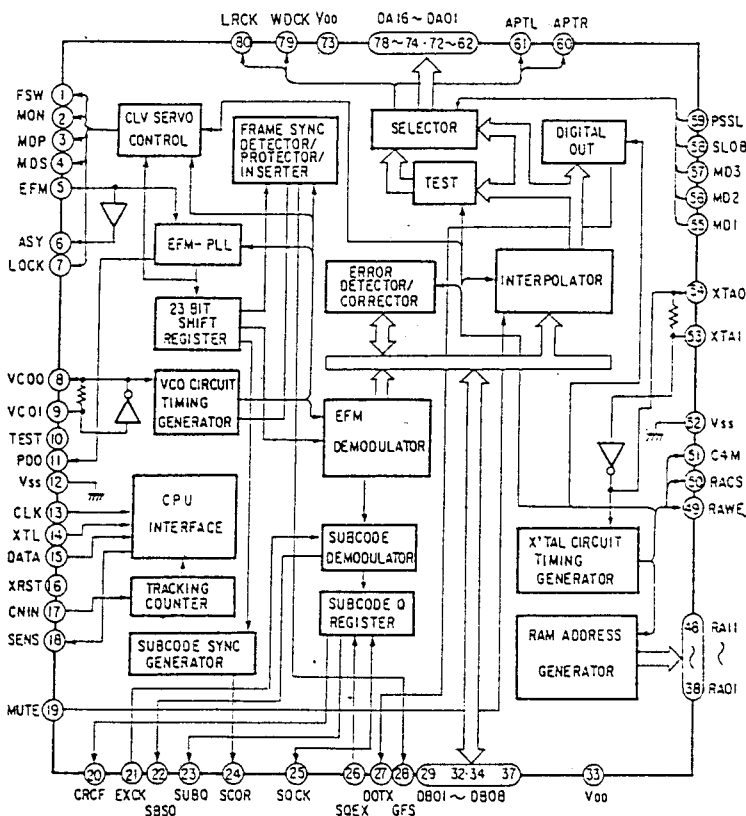 LRCK WDCK VDD DA16~DA01 APTL APTR
80 79 73 78~74·72~62 61 60
FSW 1
MON 2
MDP 3
MDS 4
EFM 5
ASY 6
LOCK 7
VCOO 8
VCOI 9
TEST 10
PDO 11
Vss 12
CLK 13
XTL 14
DATA 15
XRST 16
CNIN 17
SENS 18
MUTE 19
CLV SERVO
CONTROL
FRAME SYNC
DETECTOR/
PROTECTOR/
INSERTER
SELECTOR
DIGITAL
OUT
TEST
EFM-PLL
ERROR
DETECTOR/
CORRECTOR
INTERPOLATOR
23 BIT
SHIFT
REGISTER
VCO CIRCUIT
TIMING
GENERATOR
EFM
DEMODULATOR
CPU
INTERFACE
SUBCODE
DEMODULATOR
X'TAL CIRCUIT
TIMING
GENERATOR
TRACKING
COUNTER
SUBCODE Q
REGISTER
SUBCODE SYNC
GENERATOR
RAM ADDRESS
GENERATOR
59 PSSL
58 SLOB
57 MD3
56 MD2
55 MD1
54 XTAO
53 XTAI
52 Vss
51 C4M
50 RACS
49 RAWE
48 RA11
38 RA01
20 21 22 23 24 25 26 27 28 29 32·34 37 33
CRCF EXCK SBSO SUBQ SCOR SQCK SQEX DOTX GFS DB01~DB08 VDD